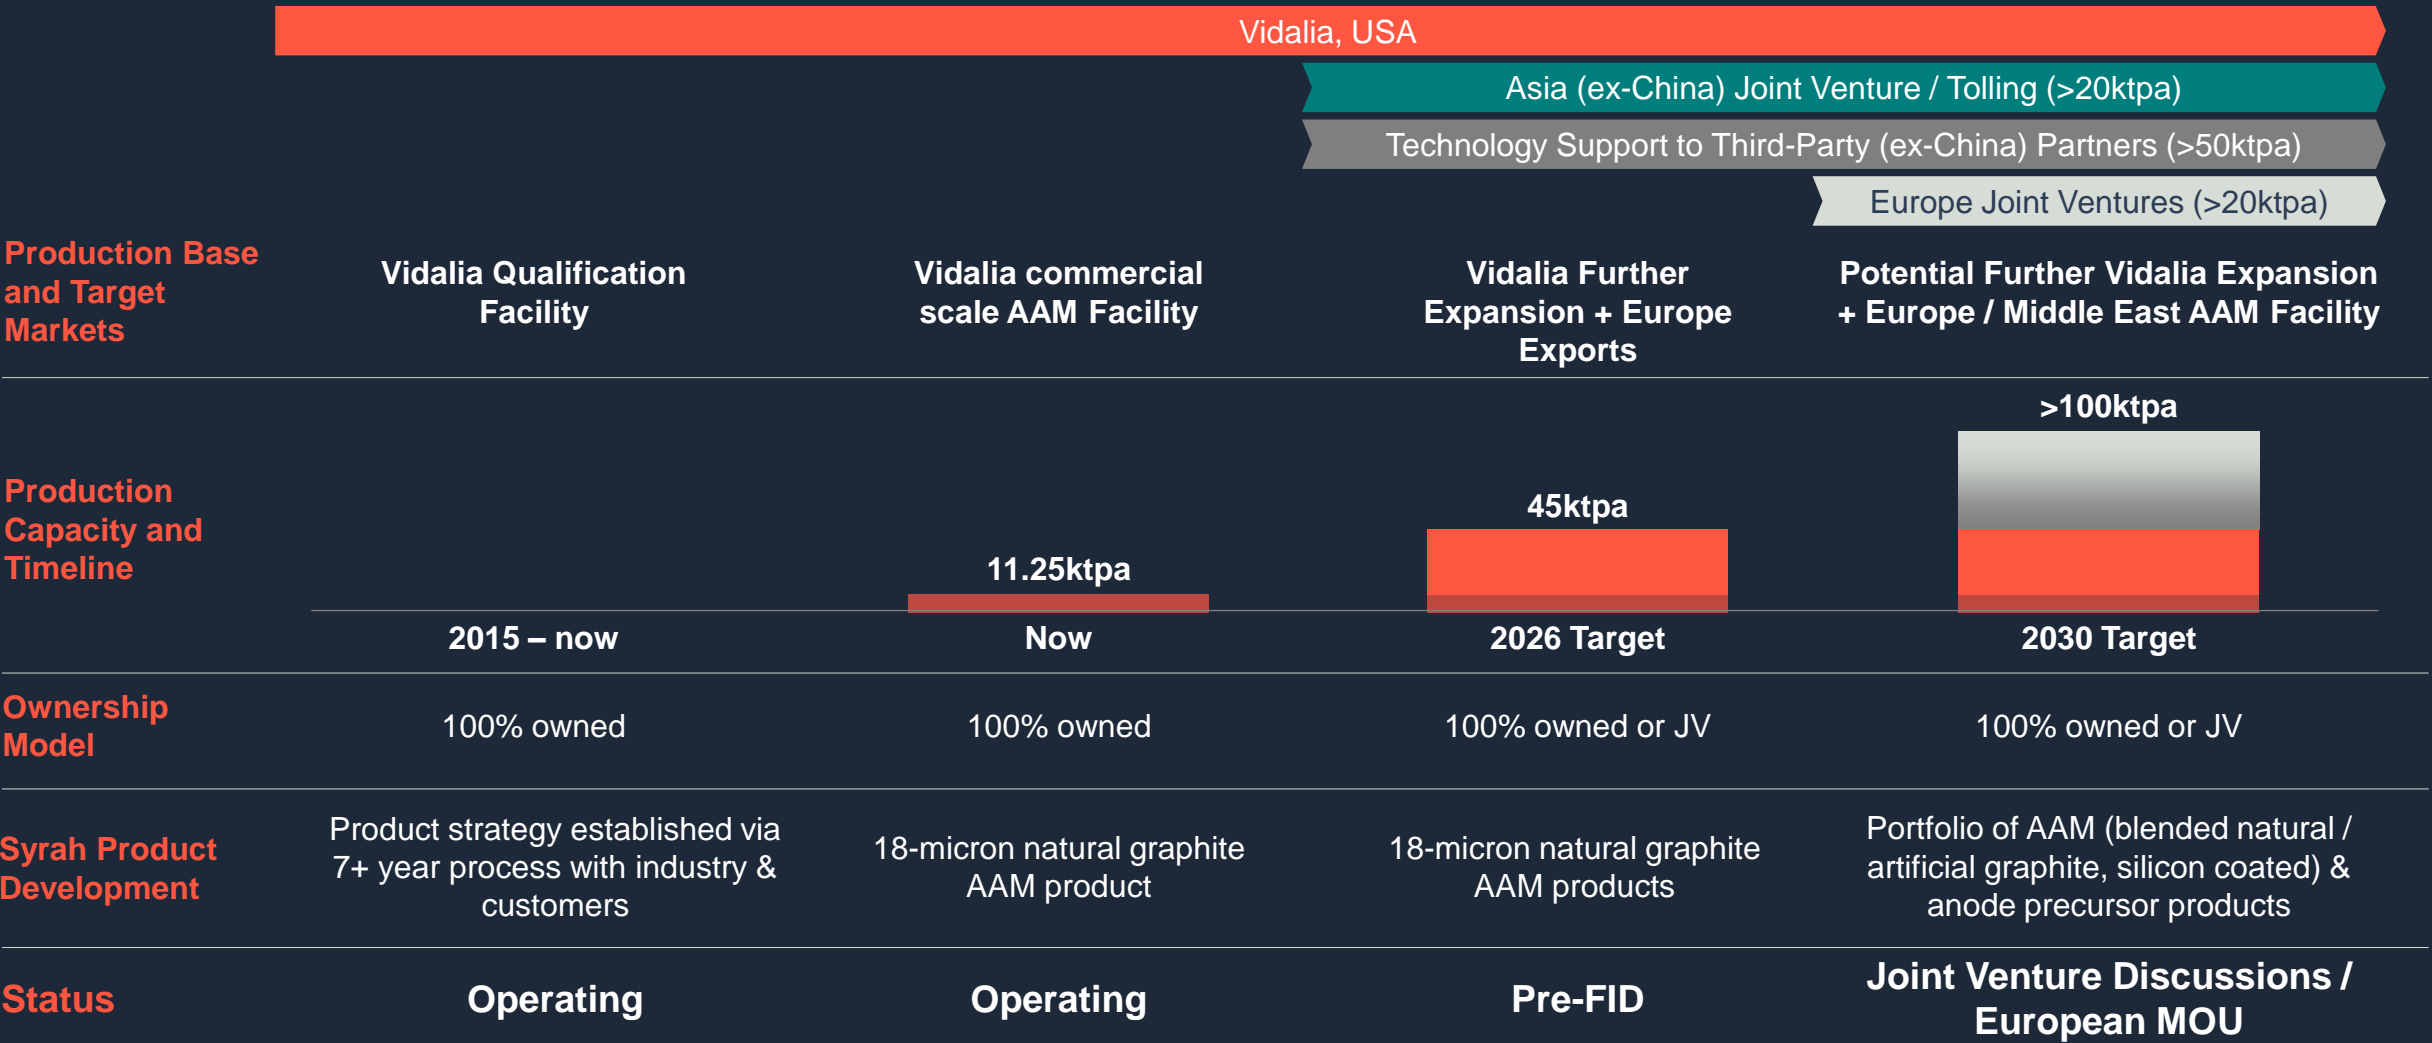 Vidalia, USA
Asia (ex-China) Joint Venture / Tolling (>20ktpa)
Technology Support to Third-Party (ex-China) Partners (>50ktpa)
Europe Joint Ventures (>20ktpa)
Production Base
and Target
Markets
Vidalia Qualification
Facility
Vidalia commercial
scale AAM Facility
Vidalia Further
Expansion + Europe
Exports
Potential Further Vidalia Expansion
+ Europe / Middle East AAM Facility
Production
Capacity and
Timeline
11.25ktpa
45ktpa
>100ktpa
2015 – now
Now
2026 Target
2030 Target
Ownership
Model
100% owned
100% owned
100% owned or JV
100% owned or JV
Syrah Product
Development
Product strategy established via
7+ year process with industry &
customers
18-micron natural graphite
AAM product
18-micron natural graphite
AAM products
Portfolio of AAM (blended natural /
artificial graphite, silicon coated) &
anode precursor products
Status
Operating
Operating
Pre-FID
Joint Venture Discussions /
European MOU